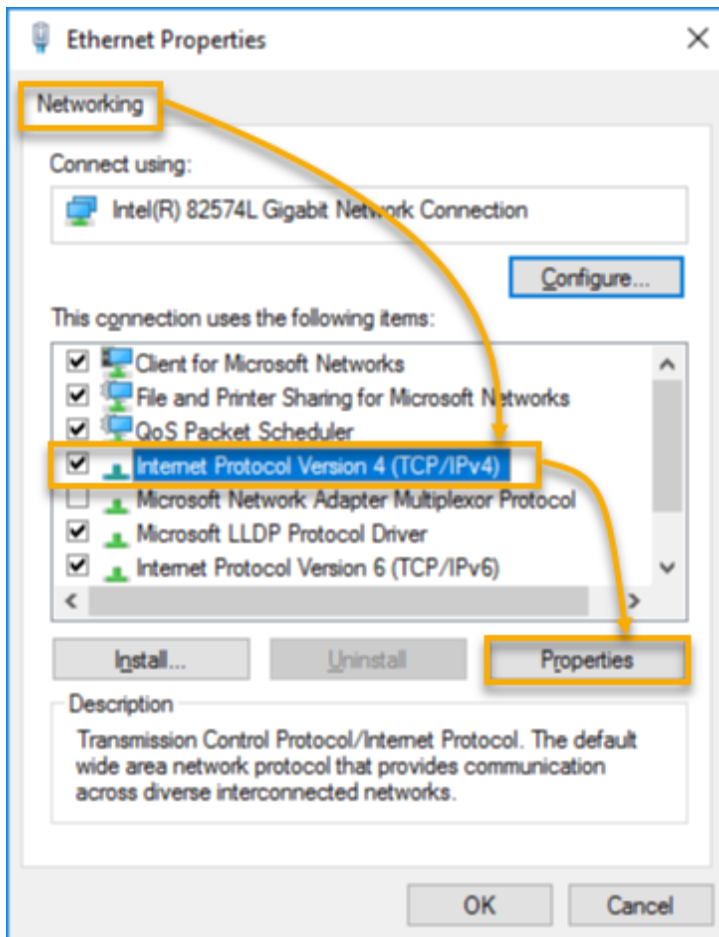 Ethernet Properties
Networking
Connect using:
Intel(R) 82574L Gigabit Network Connection
Configure...
This connection uses the following items:
Client for Microsoft Networks
File and Printer Sharing for Microsoft Networks
QoS Packet Scheduler
Internet Protocol Version 4 (TCP/IPv4)
Microsoft Network Adapter Multiplexor Protocol
Microsoft LLDP Protocol Driver
Internet Protocol Version 6 (TCP/IPv6)
Install... Uninstall Properties
Description
Transmission Control Protocol/Internet Protocol. The default
wide area network protocol that provides communication
across diverse interconnected networks.
OK Cancel